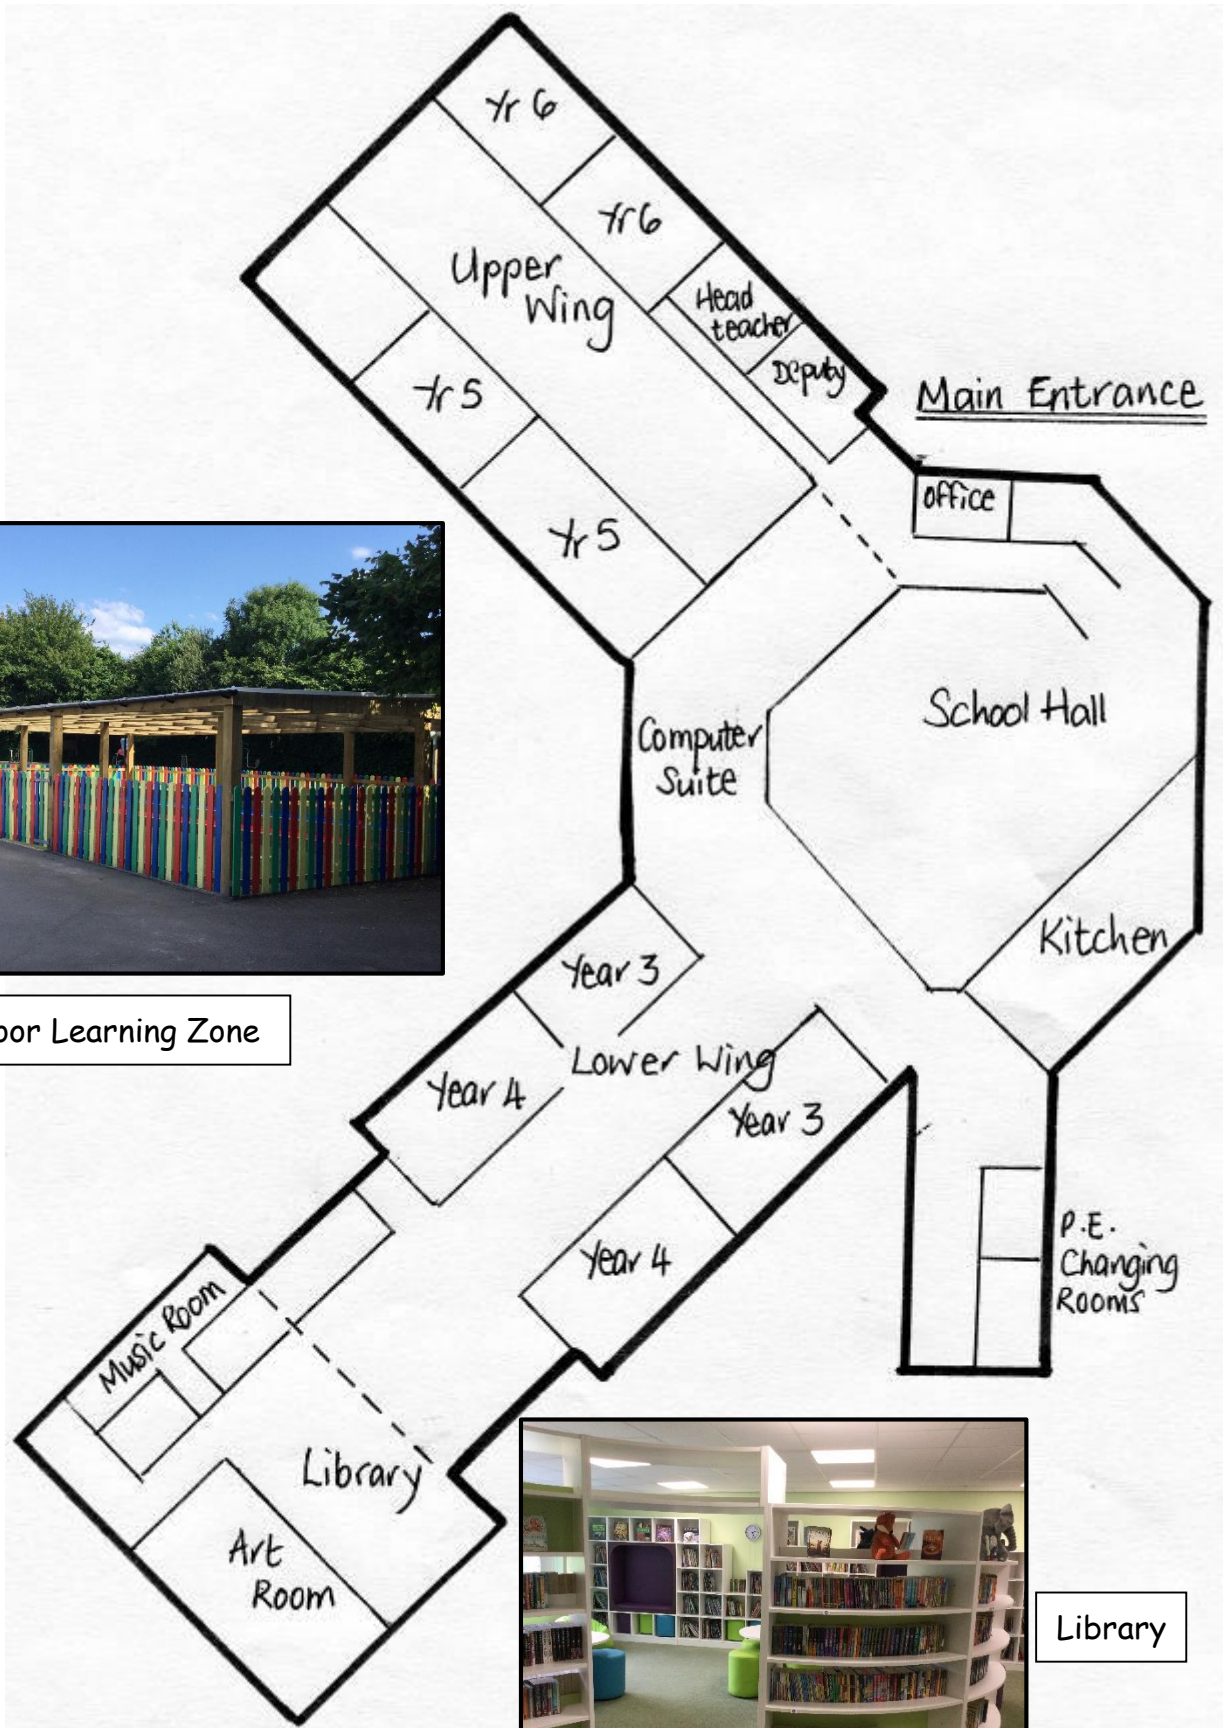 Yr 6
Yr 6
Upper
Wing
Head
teacher
Deputy
Main Entrance
Yr 5
office
Yr 5
School Hall
Computer
Suite
Kitchen
Year 3
oor Learning Zone
Lower Wing
Year 4
Year 3
P.E.
Changing
Rooms
Year 4
Music Room
Library
Art
Room
Library